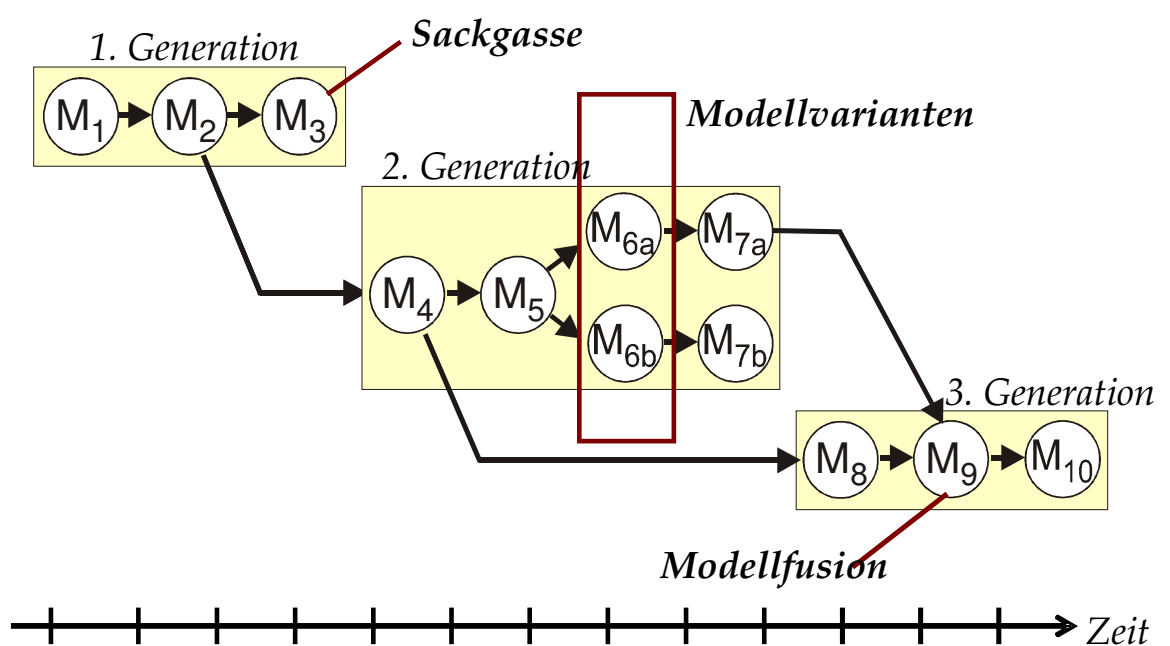 Sackgasse
1. Generation
M1 M2 M3
Modellvarianten
2. Generation
M6a M7a
M4 M5
M6b M7b
3. Generation
M8 M9 M10
Modellfusion
Zeit